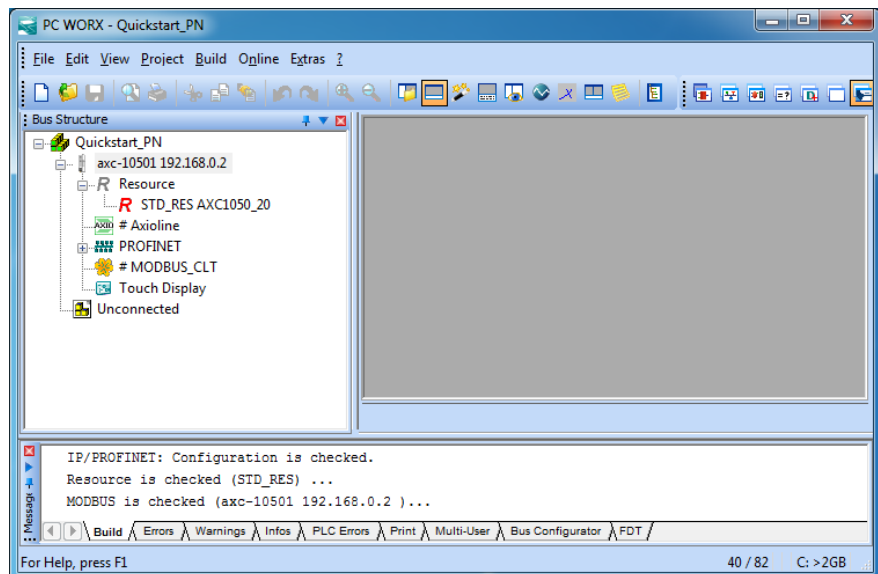 PC WORX - Quickstart_PN
File Edit View Project Build Online Extras ?
Bus Structure
Quickstart_PN
axc-10501 192.168.0.2
R Resource
R STD_RES AXC1050_20
AXIO # Axioline
PROFINET
# MODBUS_CLT
Touch Display
Unconnected
IP/PROFINET: Configuration is checked.
Resource is checked (STD_RES) ...
MODBUS is checked (axc-10501 192.168.0.2 )...
Build Errors Warnings Infos PLC Errors Print Multi-User Bus Configurator FDT
For Help, press F1 40 / 82 C: >2GB